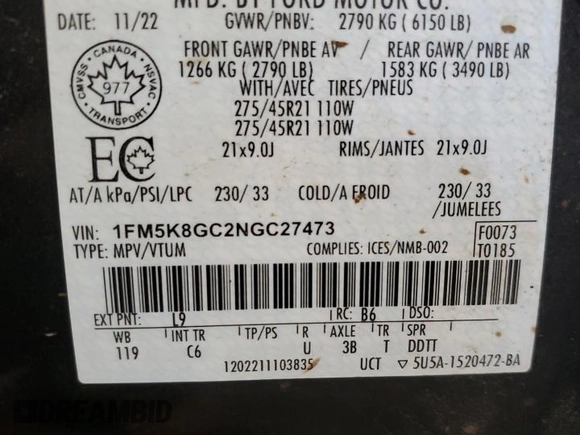 MFD. BY FORD MOTOR CO.
DATE: 11/22 GVWR/PNBV: 2790 KG ( 6150 LB)
FRONT GAWR/PNBE AV / REAR GAWR/ PNBE AR
1266 KG ( 2790 LB) 1583 KG ( 3490 LB)
WITH/AVEC TIRES/PNEUS
275/45R21 110W
275/45R21 110W
21x9.0J RIMS/JANTES 21x9.0J
CANADA
CMVSS NSVAC
977
TRANSPORT
EC
AT/A kPa/PSI/LPC 230/ 33 COLD/A FROID 230/ 33
/JUMELEES
VIN: 1FM5K8GC2NGC27473
TYPE: MPV/VTUM COMPLIES: ICES/NMB-002
F0073
T0185
EXT PNT: L9 RC: B6 DSO:
WB INT TR TP/PS R AXLE TR SPR
119 C6 U 3B T DDTT
1202211103835 UCT ▽ 5U5A-1520472-BA
DREAMBID